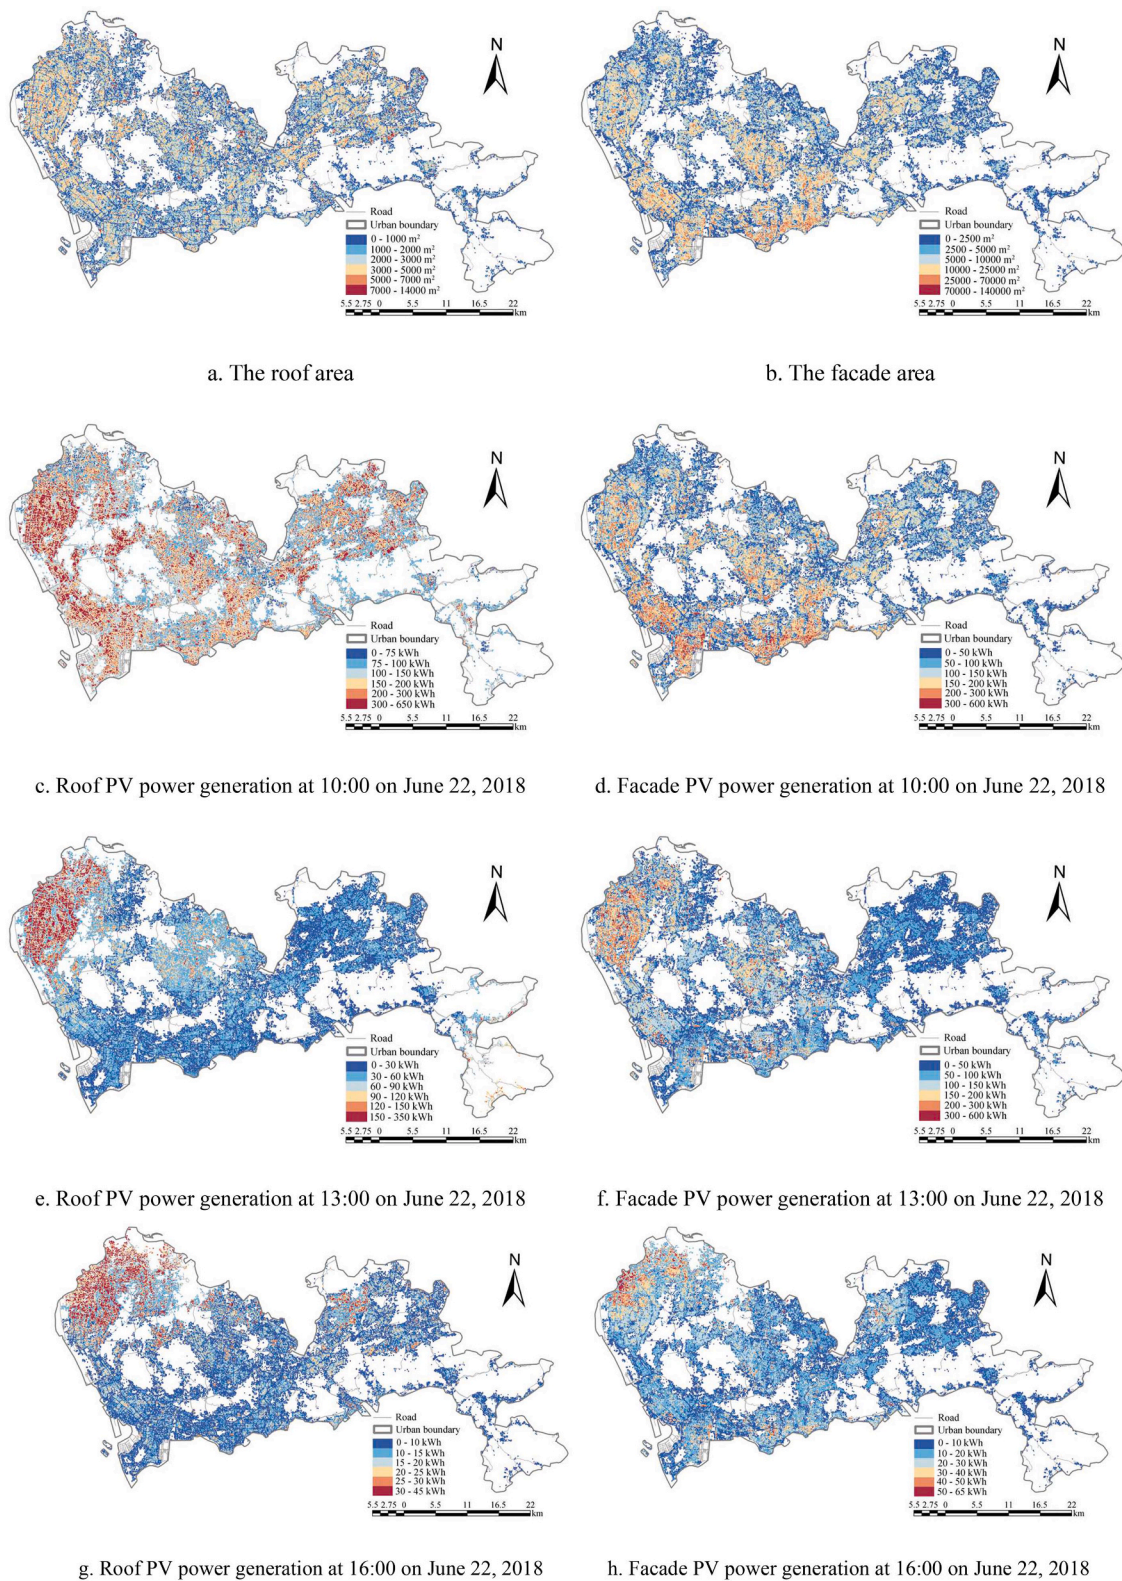 N
Road
Urban boundary
0 - 1000 m²
1000 - 2000 m²
2000 - 3000 m²
3000 - 5000 m²
5000 - 7000 m²
7000 - 14000 m²
5.5 2.75 0 5.5 11 16.5 22
km
N
Road
Urban boundary
0 - 2500 m²
2500 - 5000 m²
5000 - 10000 m²
10000 - 25000 m²
25000 - 70000 m²
70000 - 140000 m²
5.5 2.75 0 5.5 11 16.5 22
km
a. The roof area
b. The facade area
N
Road
Urban boundary
0 - 75 kWh
75 - 100 kWh
100 - 150 kWh
150 - 200 kWh
200 - 300 kWh
300 - 650 kWh
5.5 2.75 0 5.5 11 16.5 22
km
N
Road
Urban boundary
0 - 50 kWh
50 - 100 kWh
100 - 150 kWh
150 - 200 kWh
200 - 300 kWh
300 - 600 kWh
5.5 2.75 0 5.5 11 16.5 22
km
c. Roof PV power generation at 10:00 on June 22, 2018
d. Facade PV power generation at 10:00 on June 22, 2018
N
Road
Urban boundary
0 - 30 kWh
30 - 60 kWh
60 - 90 kWh
90 - 120 kWh
120 - 150 kWh
150 - 350 kWh
5.5 2.75 0 5.5 11 16.5 22
km
N
Road
Urban boundary
0 - 50 kWh
50 - 100 kWh
100 - 150 kWh
150 - 200 kWh
200 - 300 kWh
300 - 600 kWh
5.5 2.75 0 5.5 11 16.5 22
km
e. Roof PV power generation at 13:00 on June 22, 2018
f. Facade PV power generation at 13:00 on June 22, 2018
N
Road
Urban boundary
0 - 10 kWh
10 - 15 kWh
15 - 20 kWh
20 - 25 kWh
25 - 30 kWh
30 - 45 kWh
5.5 2.75 0 5.5 11 16.5 22
km
N
Road
Urban boundary
0 - 10 kWh
10 - 20 kWh
20 - 30 kWh
30 - 40 kWh
40 - 50 kWh
50 - 65 kWh
5.5 2.75 0 5.5 11 16.5 22
km
g. Roof PV power generation at 16:00 on June 22, 2018
h. Facade PV power generation at 16:00 on June 22, 2018